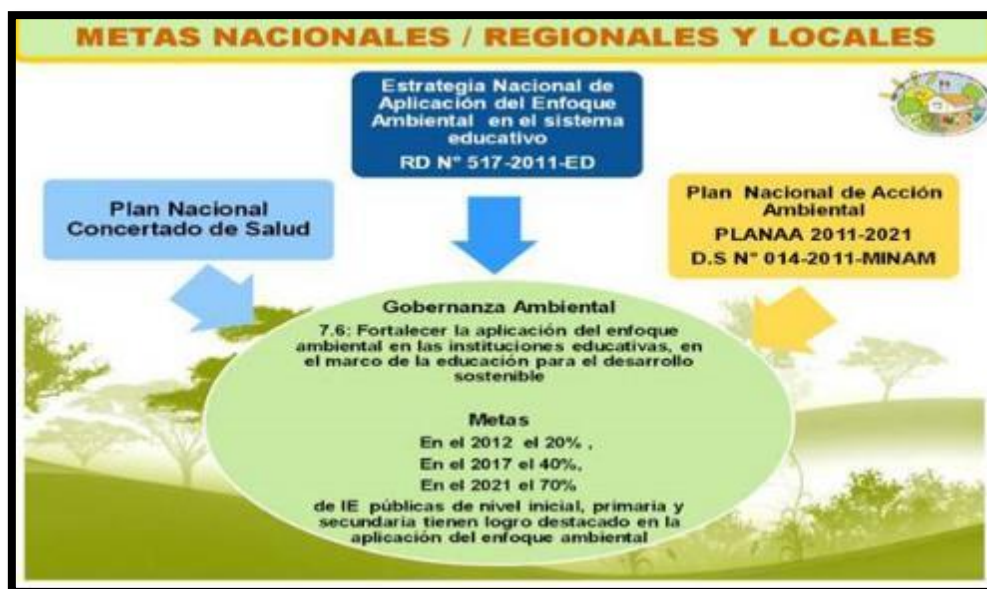 METAS NACIONALES / REGIONALES Y LOCALES
Estrategia Nacional de
Aplicación del Enfoque
Ambiental en el sistema
educativo
RD N° 517-2011-ED
Plan Nacional
Concertado de Salud
Plan Nacional de Acción
Ambiental
PLANAA 2011-2021
D.S N° 014-2011-MINAM
Gobernanza Ambiental
7.6: Fortalecer la aplicación del enfoque
ambiental en las instituciones educativas, en
el marco de la educación para el desarrollo
sostenible
Metas
En el 2012 el 20% ,
En el 2017 el 40%,
En el 2021 el 70%
de IE públicas de nivel inicial, primaria y
secundaria tienen logro destacado en la
aplicación del enfoque ambiental